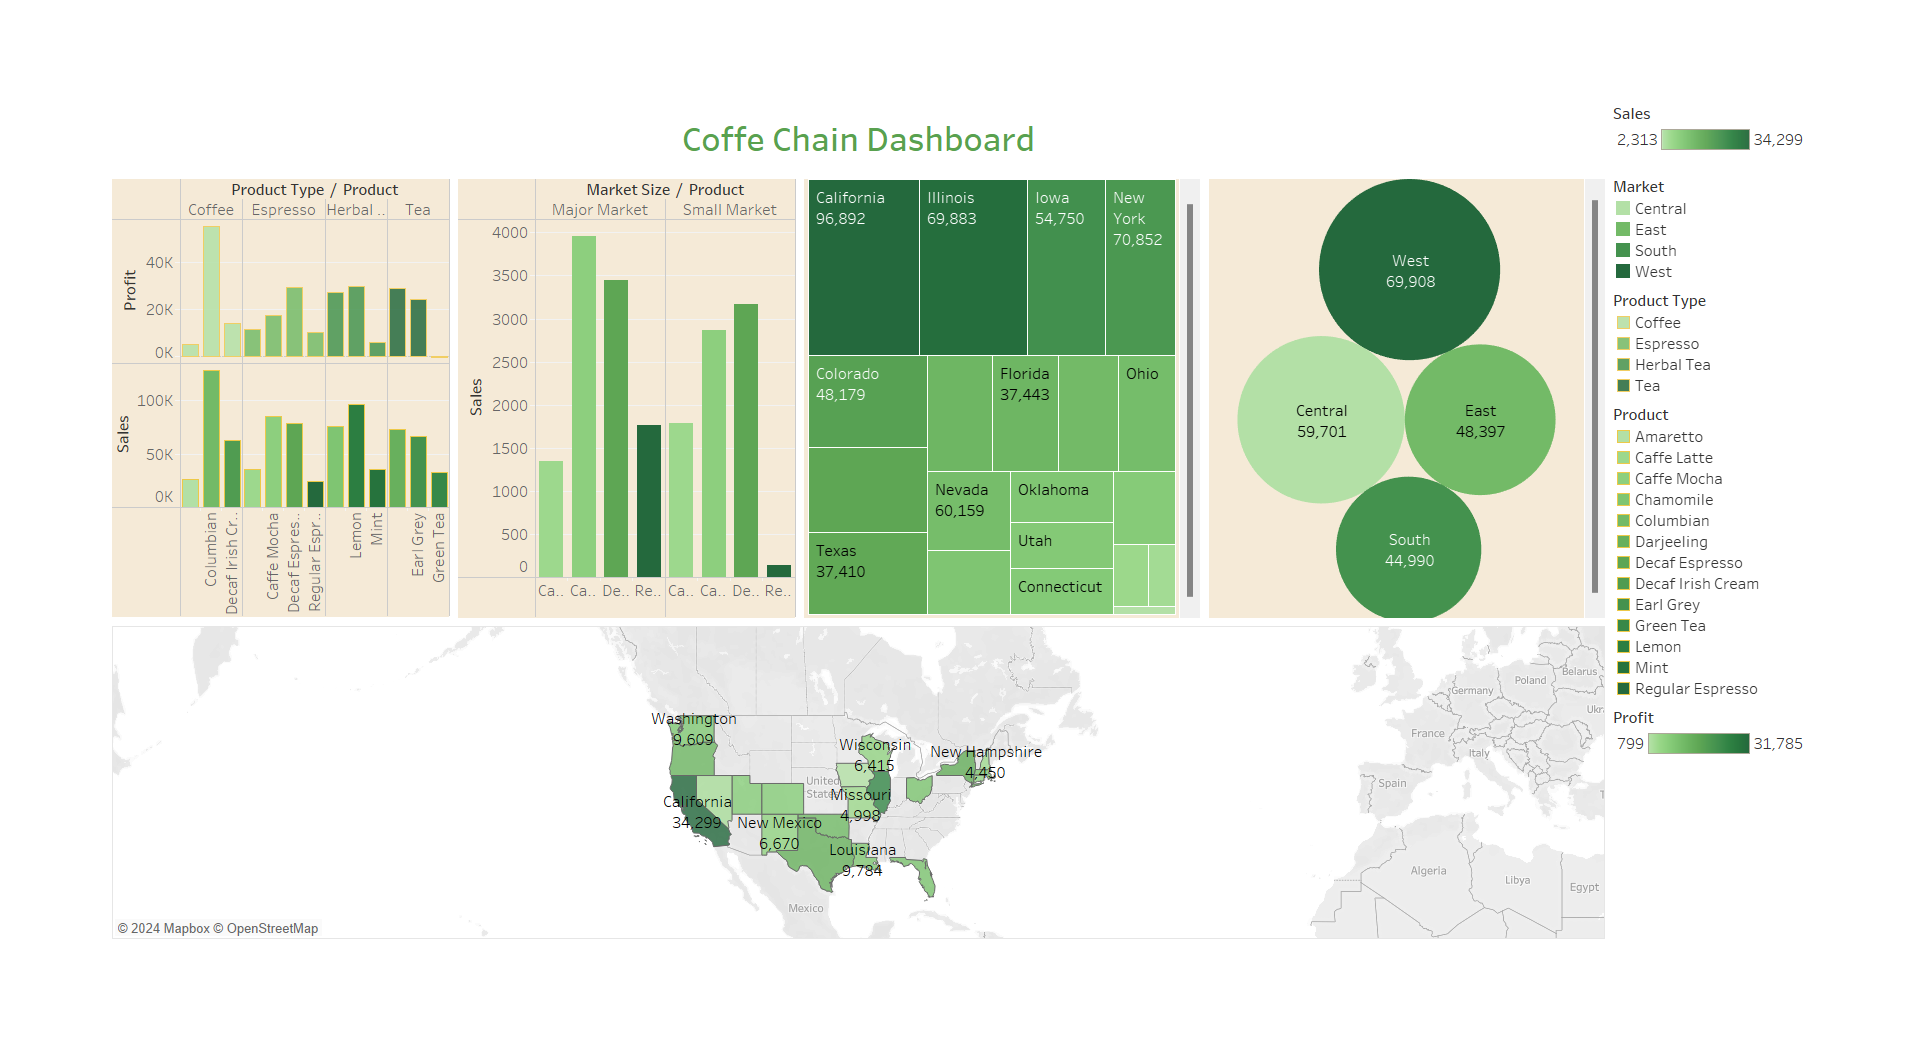 Coffe Chain Dashboard
Product Type / Product
Coffee
Espresso
Herbal ..
Tea
Profit
40K
20K
0K
Sales
100K
50K
0K
Columbian
Decaf Irish Cr..
Caffe Mocha
Decaf Espres..
Regular Espr..
Lemon
Mint
Earl Grey
Green Tea
Market Size / Product
Major Market
Small Market
Sales
4000
3500
3000
2500
2000
1500
1000
500
0
Ca..
Ca..
De..
Re..
Ca..
Ca..
De..
Re..
California
96,892
Illinois
69,883
Iowa
54,750
New
York
70,852
Colorado
48,179
Florida
37,443
Ohio
Nevada
60,159
Oklahoma
Utah
Texas
37,410
Connecticut
West
69,908
Central
59,701
East
48,397
South
44,990
Sales
2,313
34,299
Market
Central
East
South
West
Product Type
Coffee
Espresso
Herbal Tea
Tea
Product
Amaretto
Caffe Latte
Caffe Mocha
Chamomile
Columbian
Darjeeling
Decaf Espresso
Decaf Irish Cream
Earl Grey
Green Tea
Lemon
Mint
Regular Espresso
Profit
799
31,785
Washington
9,609
Wisconsin
6,415
New Hampshire
4,450
United
States
California
34,299
Missouri
4,998
New Mexico
6,670
Louisiana
9,784
Mexico
Belarus
Poland
Germany
Ukr
France
Italy
Spain
T
Algeria
Libya
Egypt
© 2024 Mapbox © OpenStreetMap